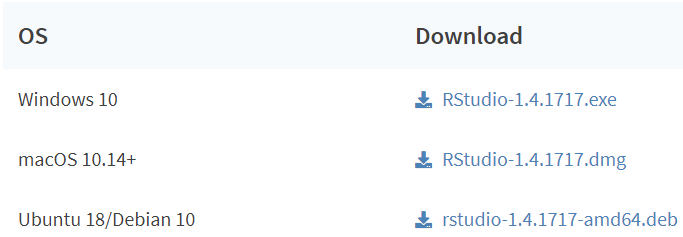 OS Download
Windows 10 RStudio-1.4.1717.exe
macOS 10.14+ RStudio-1.4.1717.dmg
Ubuntu 18/Debian 10 rstudio-1.4.1717-amd64.deb